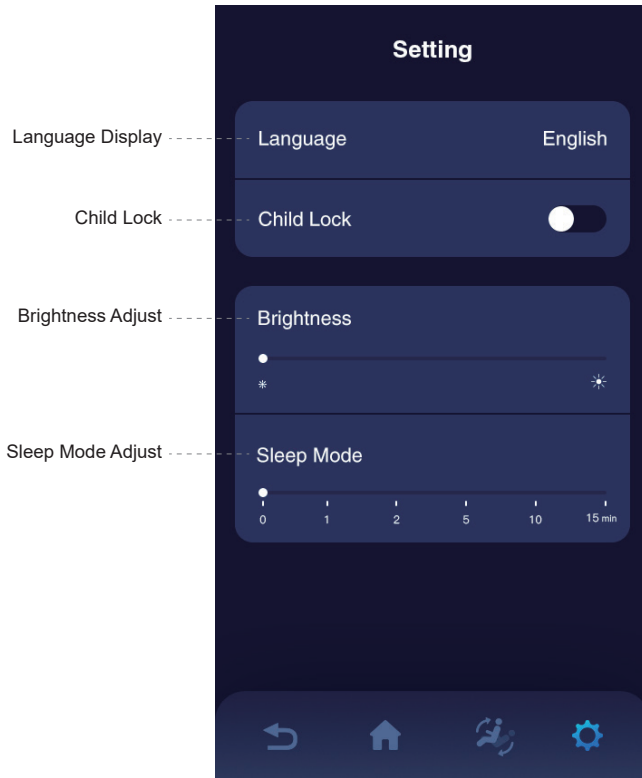 Setting
Language Display
Language English
Child Lock
Child Lock
Brightness Adjust
Brightness
Sleep Mode Adjust
Sleep Mode
0 1 2 5 10 15 min